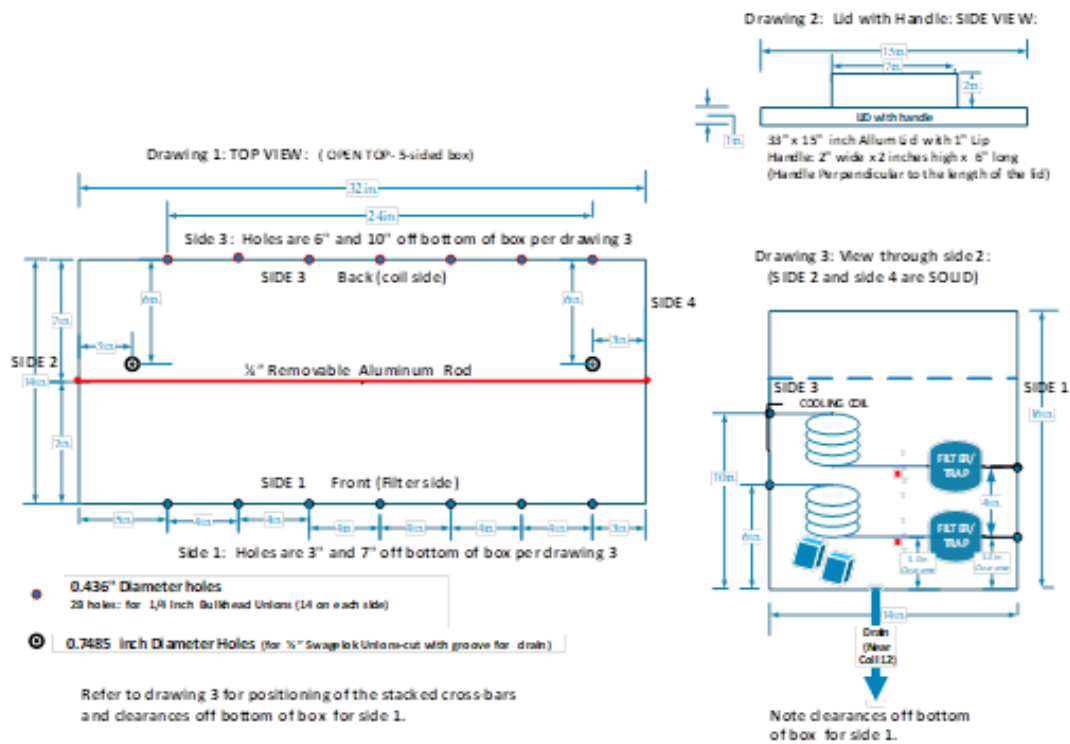 Drawing 2: Lid with Handle: SIDE VIEW:
15in.
7in.
2in.
LID with handle
1in.
33" x 15" inch Allum Lid with 1" Lip
Handle: 2" wide x 2 inches high x 6" long
(Handle Perpendicular to the length of the lid)
Drawing 1: TOP VIEW: ( OPEN TOP- 5-sided box)
32in.
24in.
Side 3: Holes are 6" and 10" off bottom of box per drawing 3
SIDE 3 Back (coil side)
SIDE 4
6in.
6in.
7in.
3in.
3in.
SIDE 2
14in.
¼" Removable Aluminum Rod
7in.
SIDE 1 Front (Filter side)
5in.
4in.
4in.
4in.
4in.
4in.
4in.
3in.
Side 1: Holes are 3" and 7" off bottom of box per drawing 3
0.436" Diameter holes
28 holes: for 1/4 Inch Bulkhead Unions (14 on each side)
0.7485 inch Diameter Holes (for ½" Swagelok Unions-cut with groove for drain)
Refer to drawing 3 for positioning of the stacked cross-bars
and clearances off bottom of box for side 1.
Drawing 3: View through side 2:
(SIDE 2 and side 4 are SOLID)
SIDE 3
SIDE 1
COOLING COIL
16in.
FILTER/
TRAP
10in.
4in.
6in.
FILTER/
TRAP
3.0in
Clearance
3.0in
Clearance
14in.
Drain
(Near
Coil 12)
Note clearances off bottom
of box for side 1.